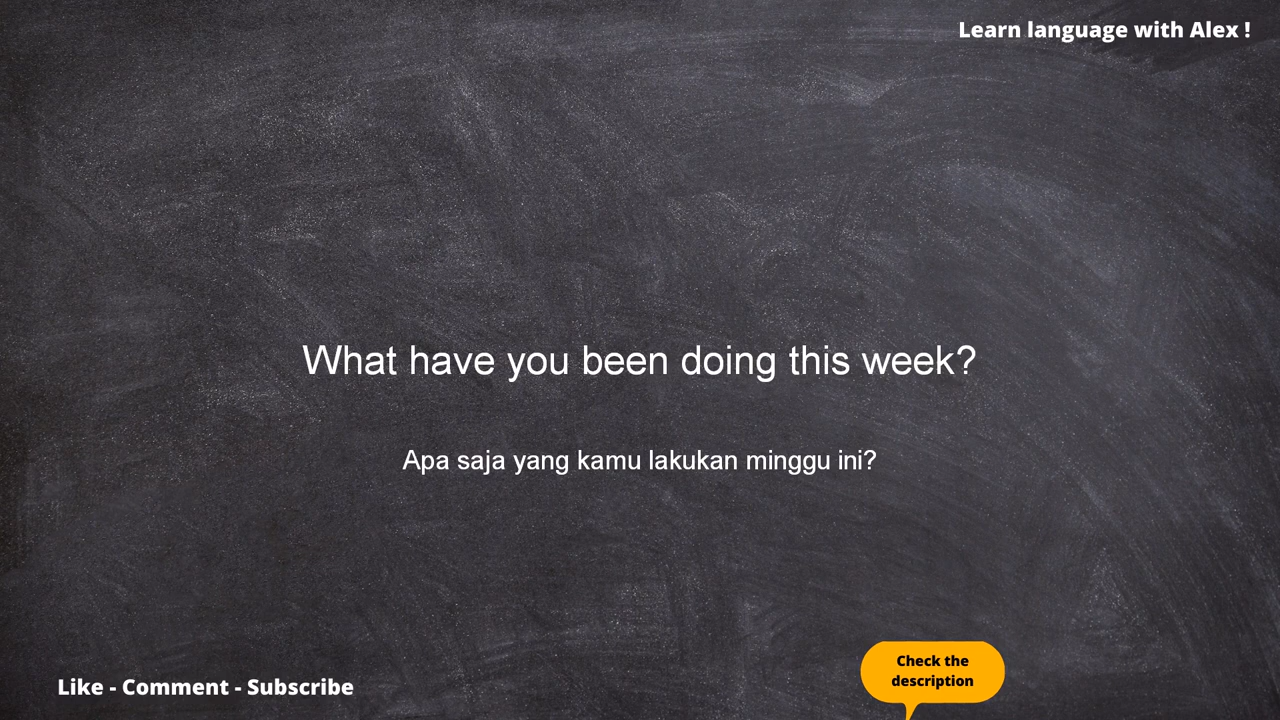 Learn language with Alex !
What have you been doing this week?
Apa saja yang kamu lakukan minggu ini?
Check the
description
Like - Comment - Subscribe